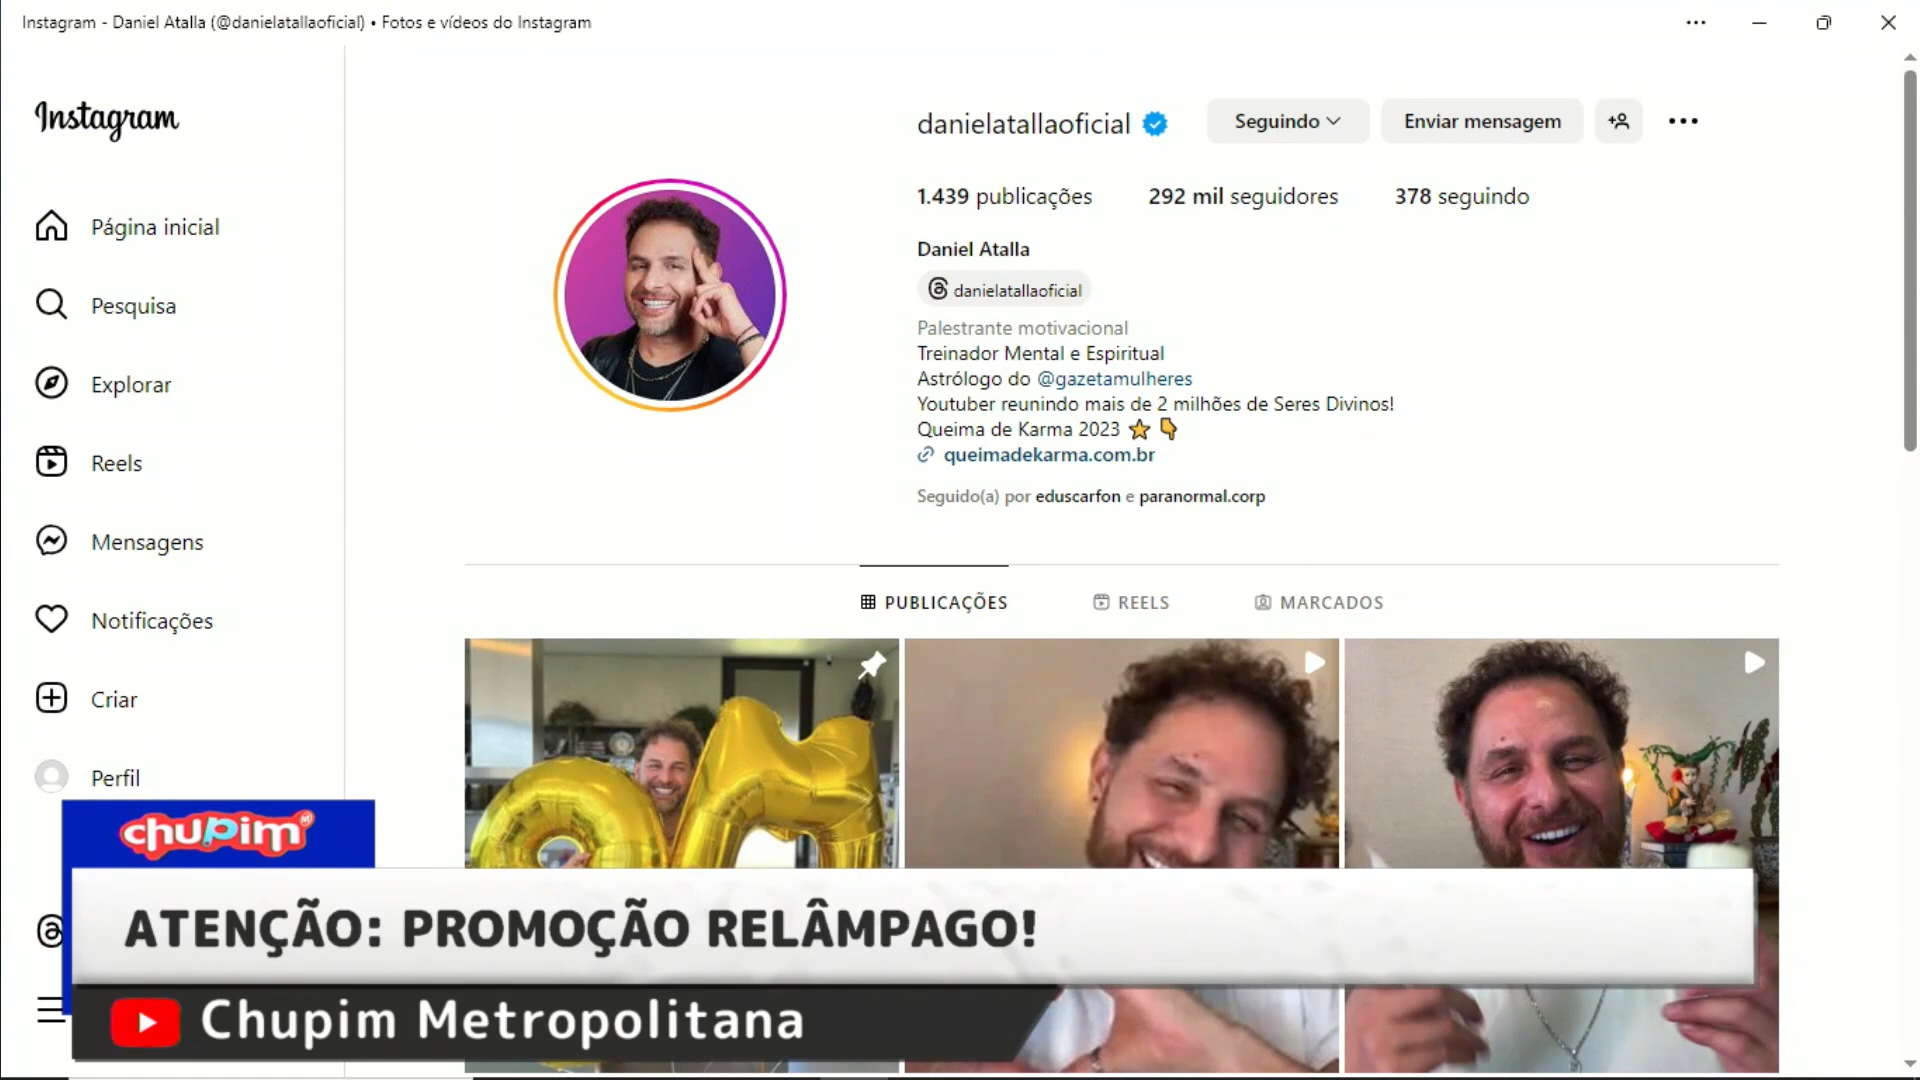 Instagram - Daniel Atalla (@danielatallaoficial) • Fotos e vídeos do Instagram
Instagram
Página inicial
Pesquisa
Explorar
Reels
Mensagens
Notificações
Criar
Perfil
danielatallaoficial
Seguindo
Enviar mensagem
1.439 publicações 292 mil seguidores 378 seguindo
Daniel Atalla
danielatallaoficial
Palestrante motivacional
Treinador Mental e Espiritual
Astrólogo do @gazetamulheres
Youtuber reunindo mais de 2 milhões de Seres Divinos!
Queima de Karma 2023 ⭐ 👇
queimadekarma.com.br
Seguido(a) por eduscarfon e paranormal.corp
PUBLICAÇÕES REELS MARCADOS
chupim
ATENÇÃO: PROMOÇÃO RELÂMPAGO!
Chupim Metropolitana